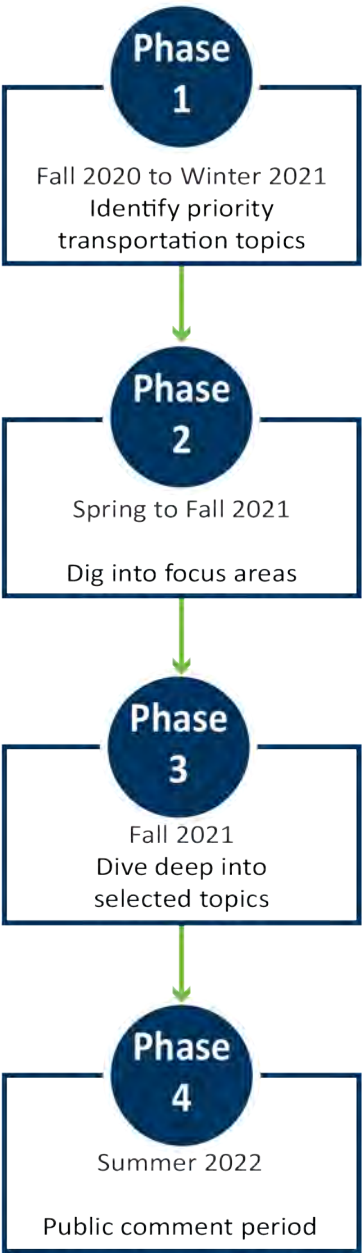 Phase
1
Fall 2020 to Winter 2021
Identify priority
transportation topics
Phase
2
Spring to Fall 2021
Dig into focus areas
Phase
3
Fall 2021
Dive deep into
selected topics
Phase
4
Summer 2022
Public comment period